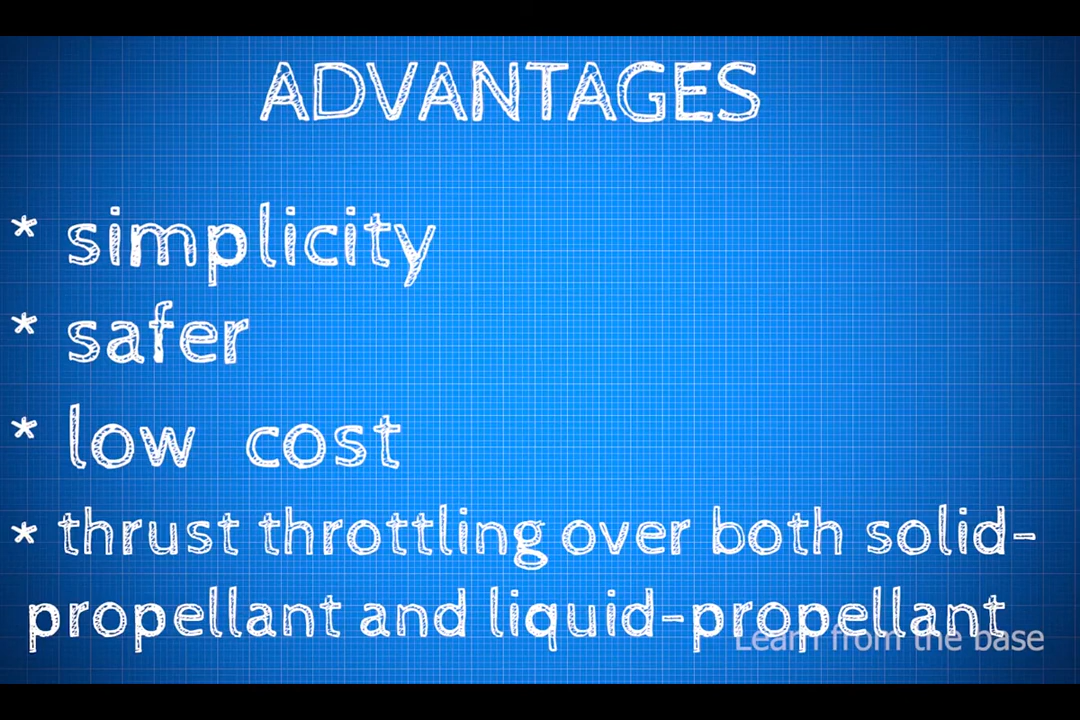 ADVANTAGES
* simplicity
* safer
* low cost
* thrust throttling over both solid-
propellant and liquid-propellant
Learn from the base